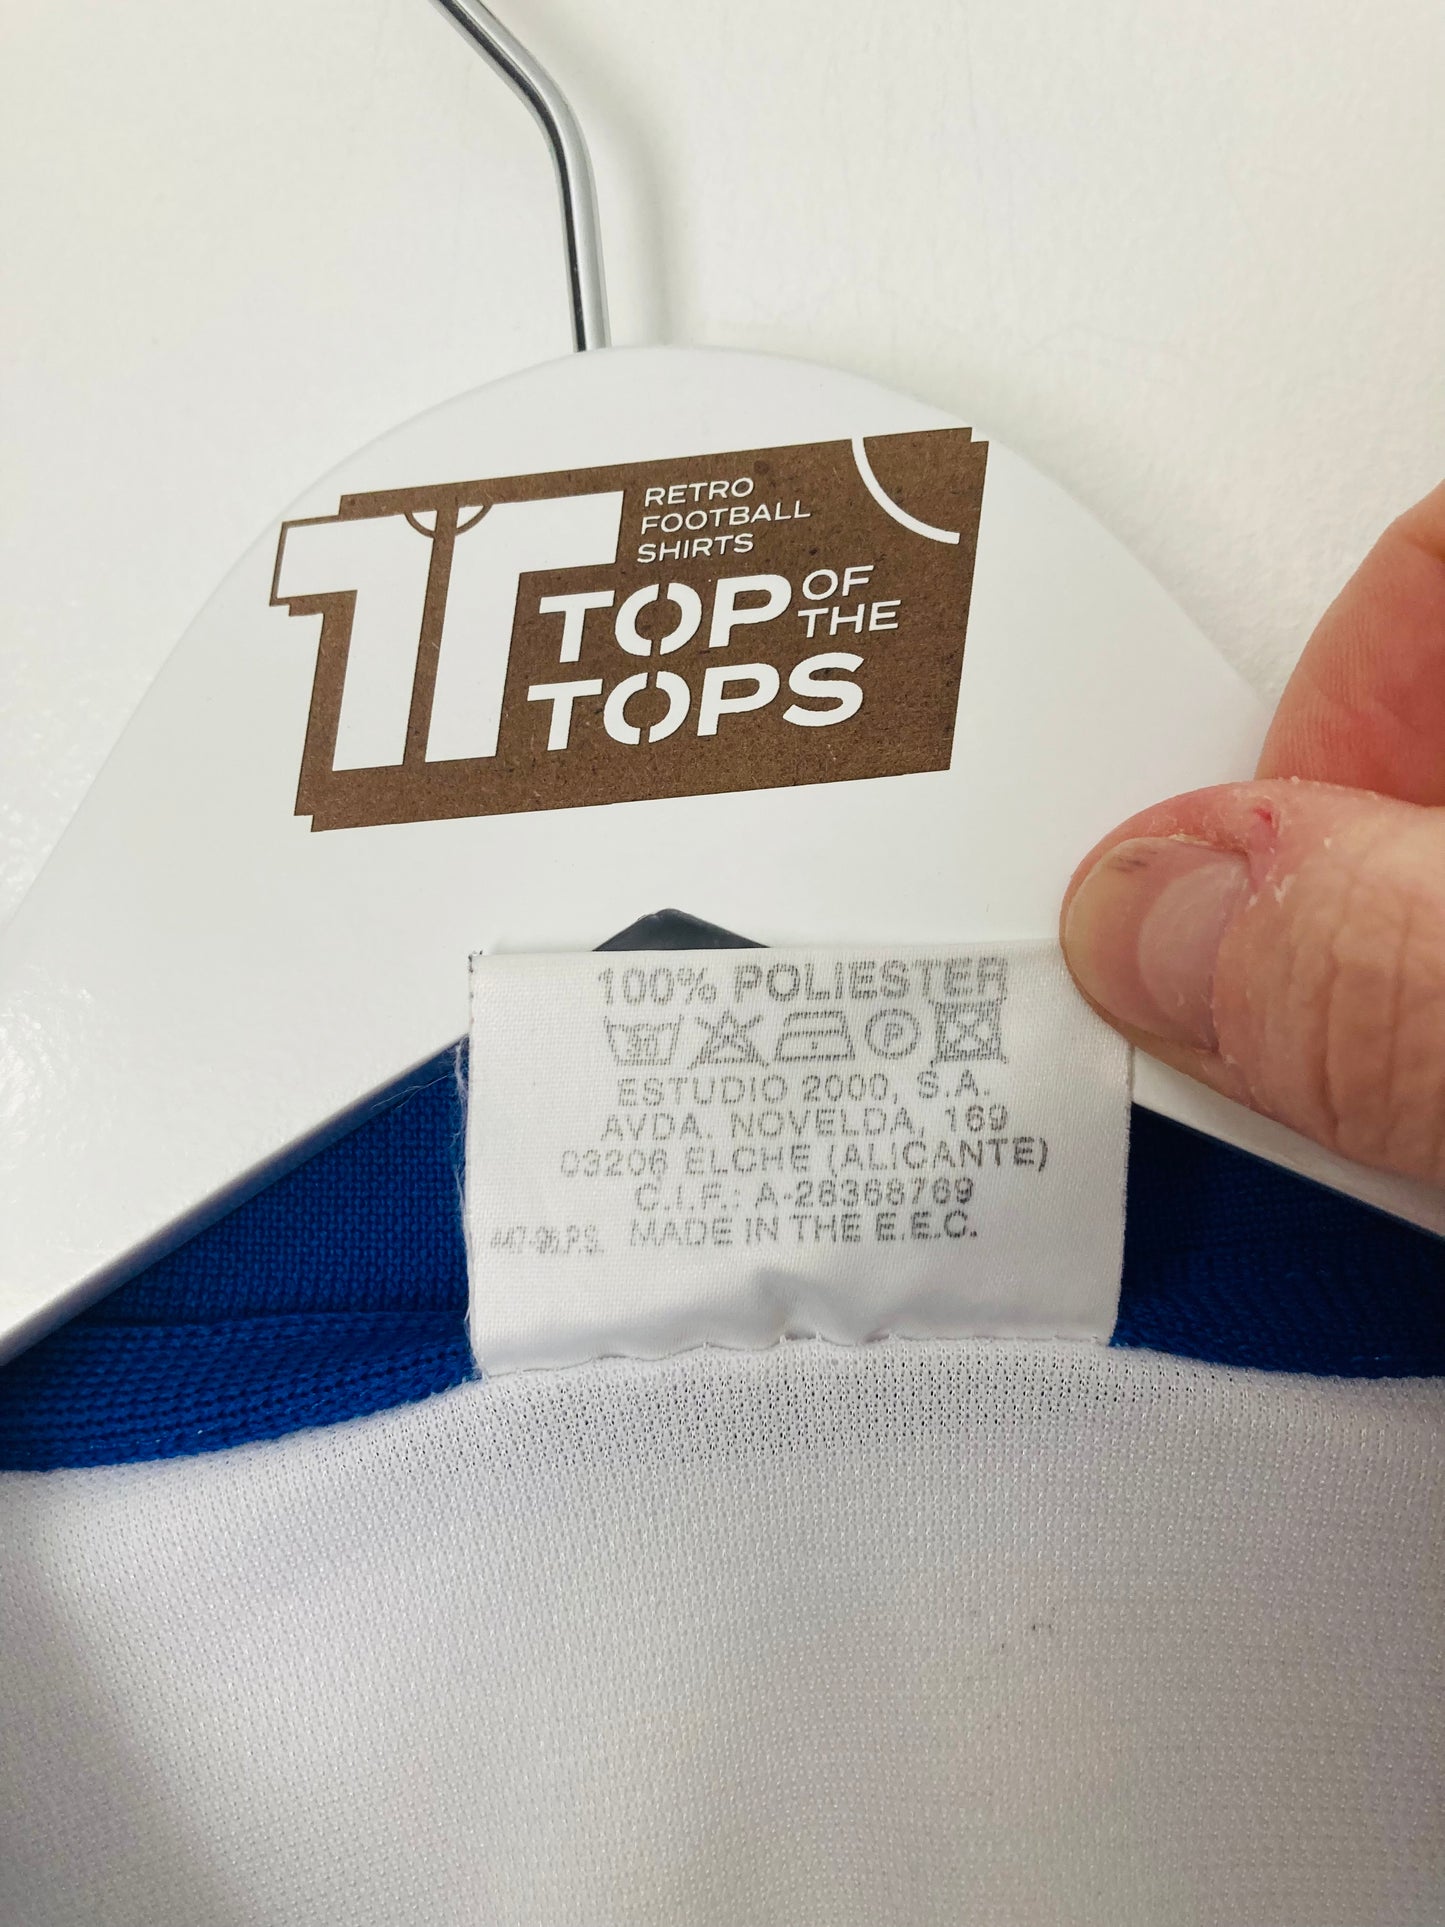 RETRO
FOOTBALL
SHIRTS
TOP OF THE
TOPS
100% POLIESTER
30 P
ESTUDIO 2000, S.A.
AVDA. NOVELDA, 169
03206 ELCHE (ALICANTE)
C.I.F.: A-28368769
MADE IN THE E.E.C.